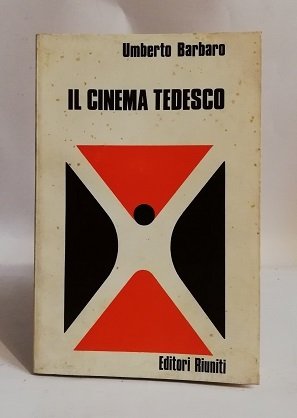 Umberto Barbaro
IL CINEMA TEDESCO
Editori Riuniti